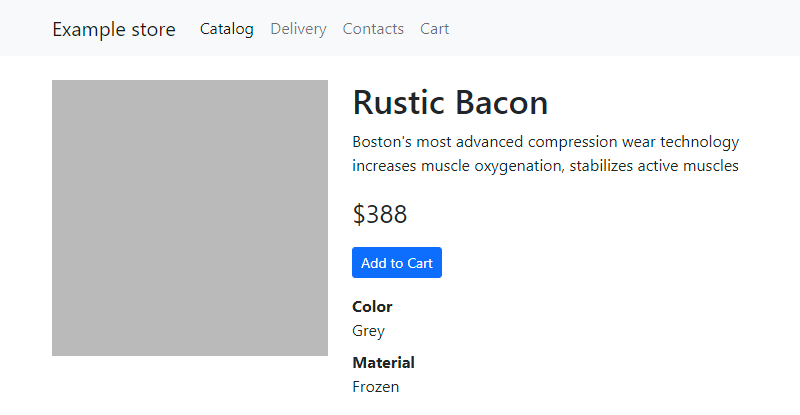 Example store Catalog Delivery Contacts Cart
Rustic Bacon
Boston's most advanced compression wear technology
increases muscle oxygenation, stabilizes active muscles
$388
Add to Cart
Color
Grey
Material
Frozen